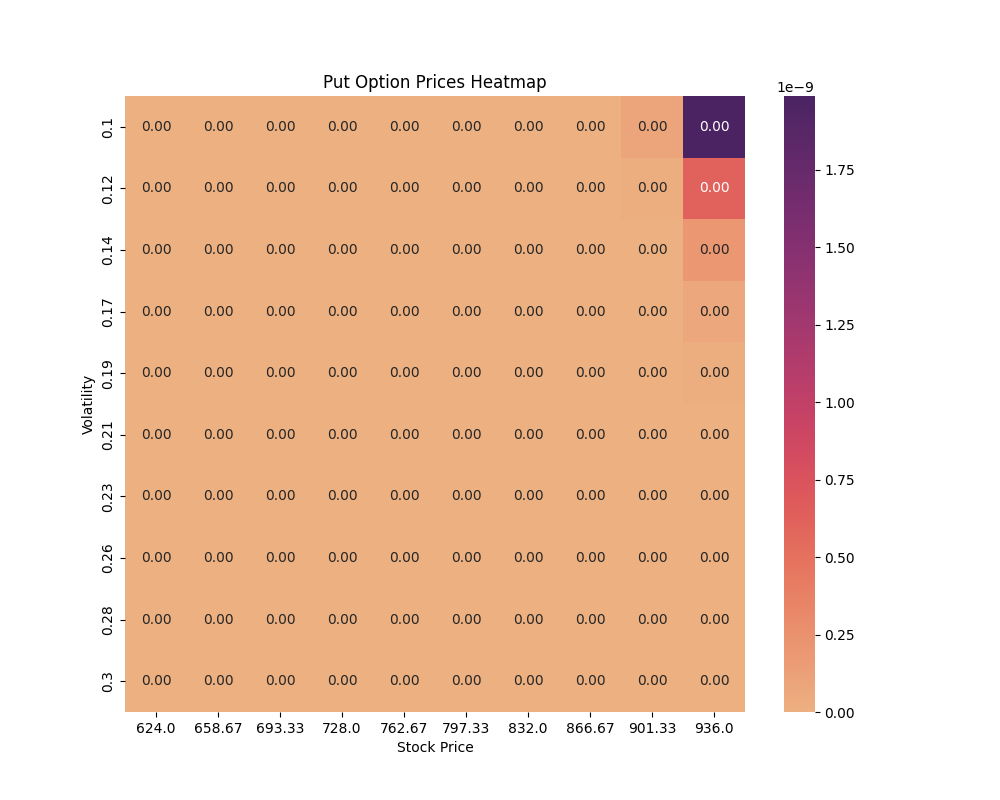 Put Option Prices Heatmap
1e−9
0.1 0.00 0.00 0.00 0.00 0.00 0.00 0.00 0.00 0.00 0.00
0.12 0.00 0.00 0.00 0.00 0.00 0.00 0.00 0.00 0.00 0.00
0.14 0.00 0.00 0.00 0.00 0.00 0.00 0.00 0.00 0.00 0.00
0.17 0.00 0.00 0.00 0.00 0.00 0.00 0.00 0.00 0.00 0.00
0.19 0.00 0.00 0.00 0.00 0.00 0.00 0.00 0.00 0.00 0.00
0.21 0.00 0.00 0.00 0.00 0.00 0.00 0.00 0.00 0.00 0.00
0.23 0.00 0.00 0.00 0.00 0.00 0.00 0.00 0.00 0.00 0.00
0.26 0.00 0.00 0.00 0.00 0.00 0.00 0.00 0.00 0.00 0.00
0.28 0.00 0.00 0.00 0.00 0.00 0.00 0.00 0.00 0.00 0.00
0.3 0.00 0.00 0.00 0.00 0.00 0.00 0.00 0.00 0.00 0.00
Volatility
624.0 658.67 693.33 728.0 762.67 797.33 832.0 866.67 901.33 936.0
Stock Price
1.75
1.50
1.25
1.00
0.75
0.50
0.25
0.00